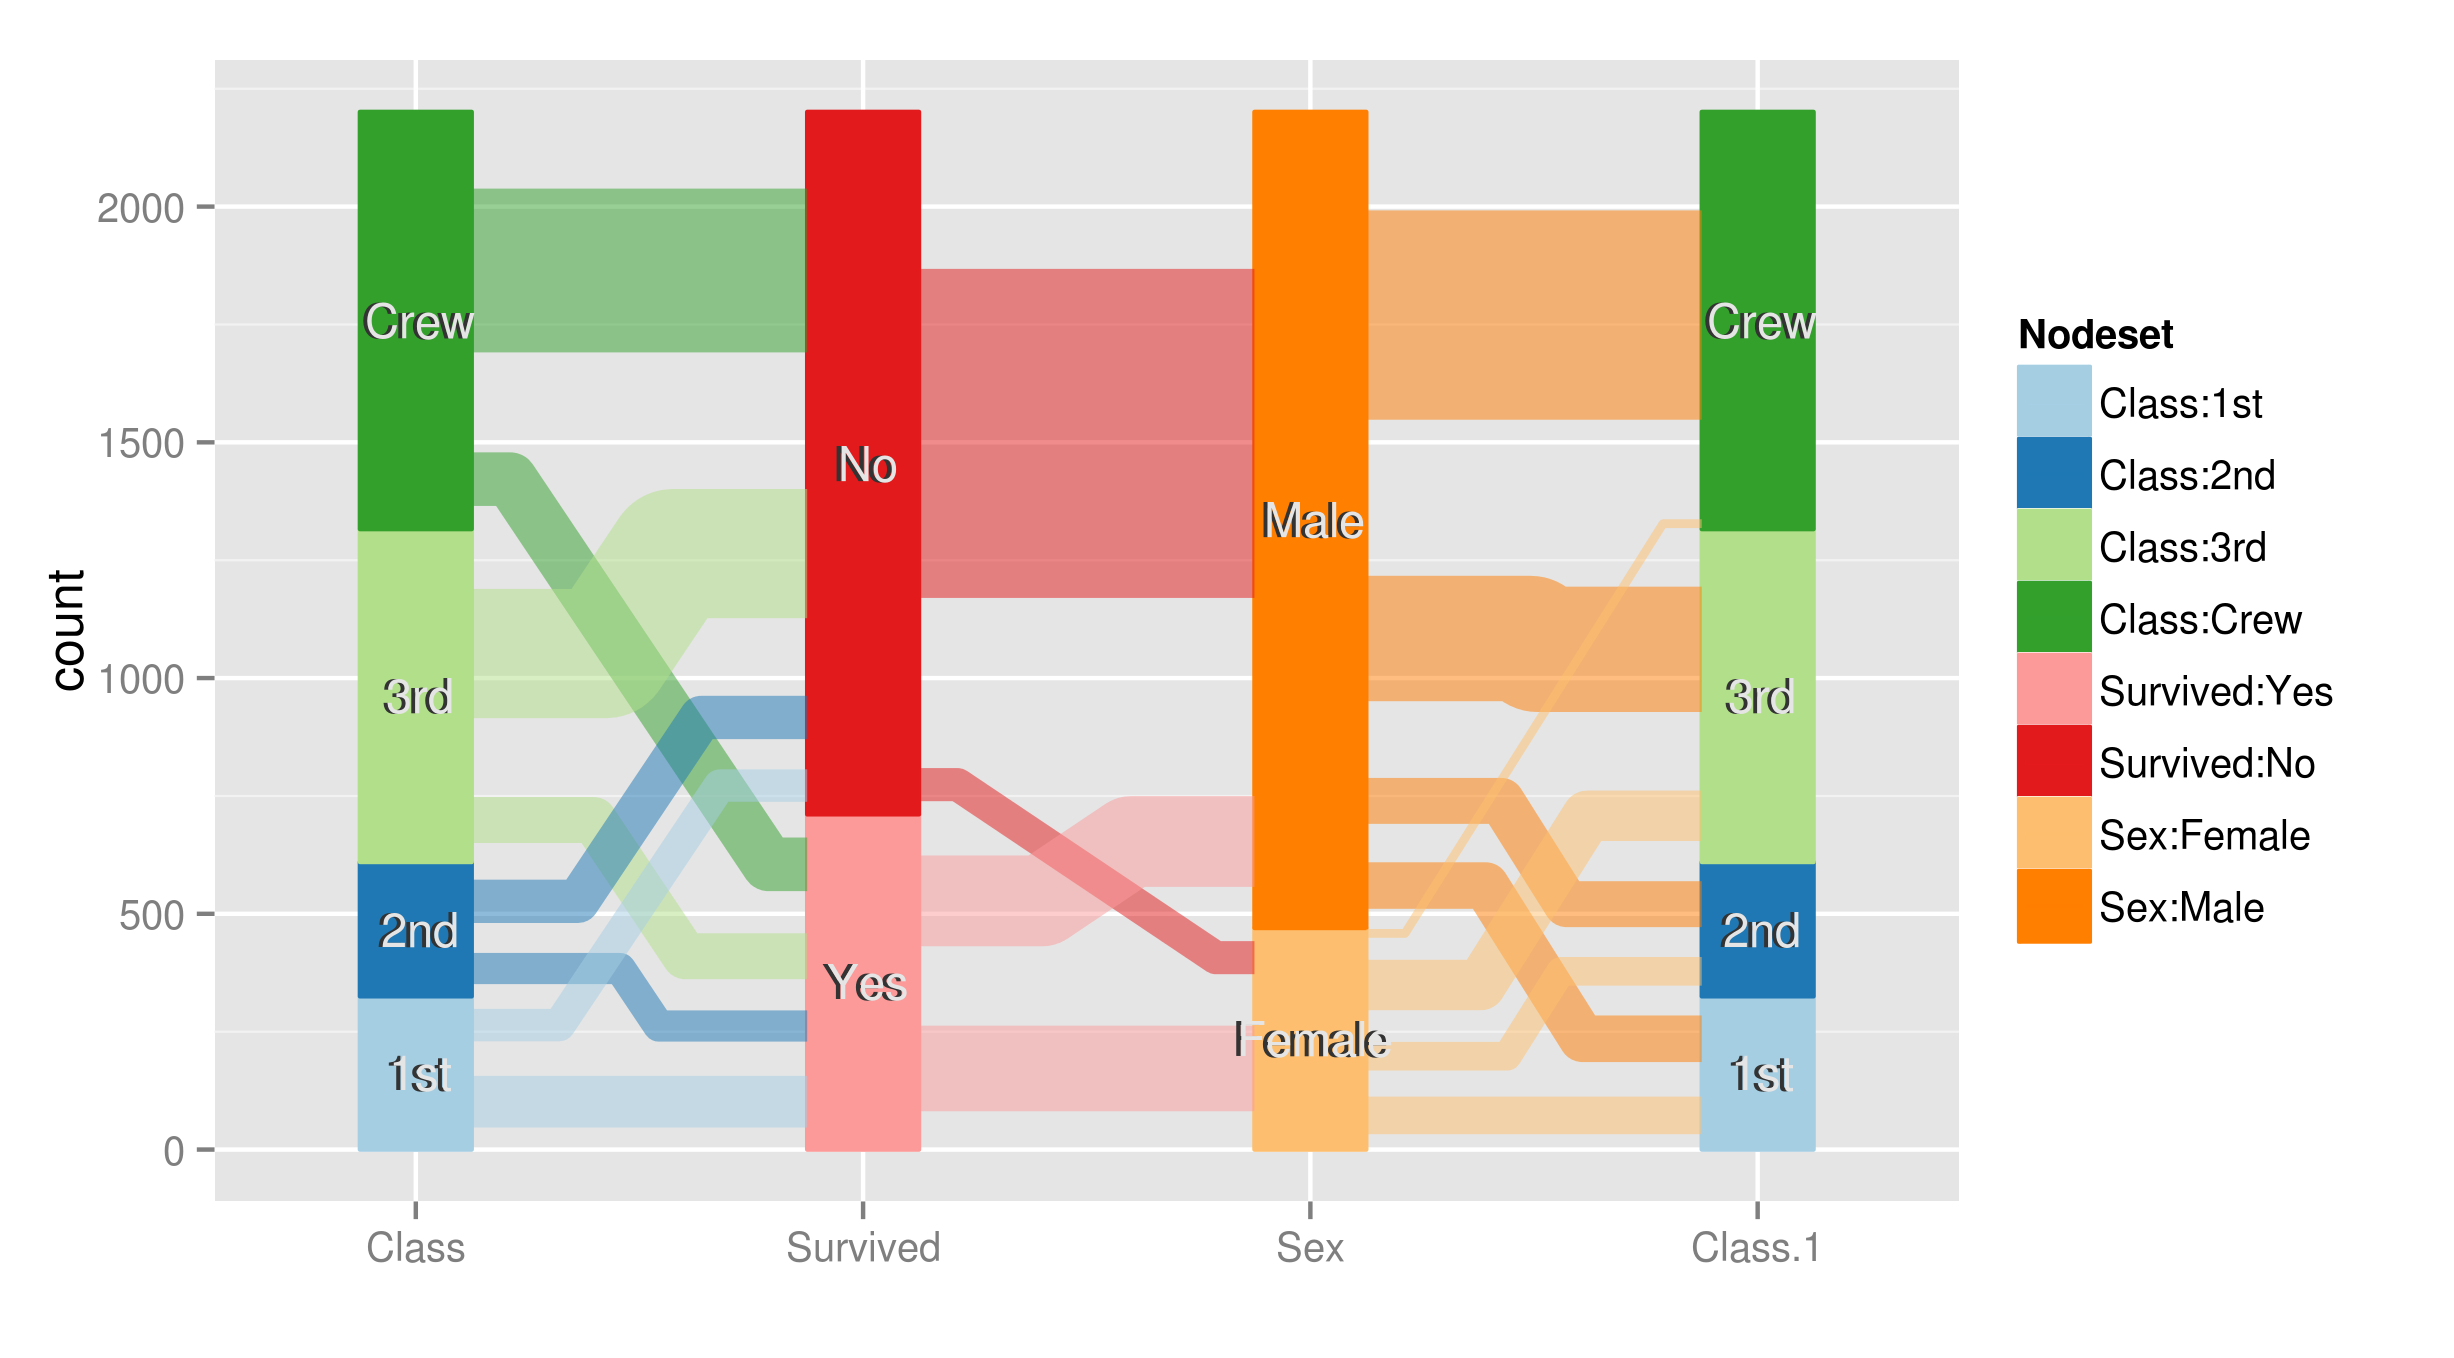 count
2000
1500
1000
500
0
Crew
3rd
2nd
1st
No
Yes
Male
Female
Crew
3rd
2nd
1st
Class
Survived
Sex
Class.1
Nodeset
Class:1st
Class:2nd
Class:3rd
Class:Crew
Survived:Yes
Survived:No
Sex:Female
Sex:Male